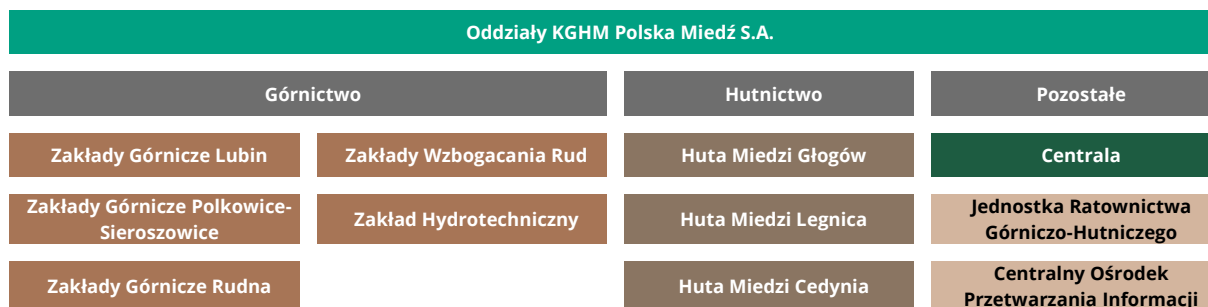 Oddziały KGHM Polska Miedź S.A.
Górnictwo
Hutnictwo
Pozostałe
Zakłady Górnicze Lubin
Zakłady Wzbogacania Rud
Huta Miedzi Głogów
Centrala
Zakłady Górnicze Polkowice-
Sieroszowice
Zakład Hydrotechniczny
Huta Miedzi Legnica
Jednostka Ratownictwa
Górniczo-Hutniczego
Zakłady Górnicze Rudna
Huta Miedzi Cedynia
Centralny Ośrodek
Przetwarzania Informacji